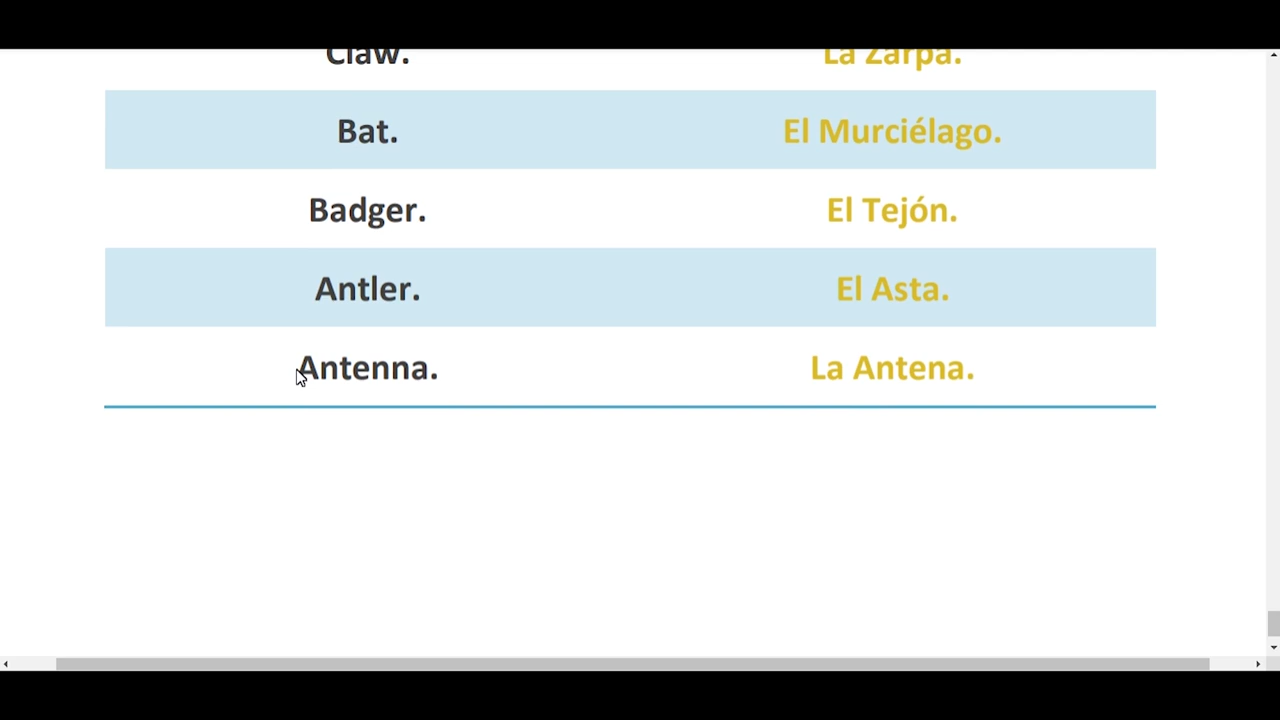 Claw. La Zarpa.
Bat. El Murciélago.
Badger. El Tejón.
Antler. El Asta.
Antenna. La Antena.